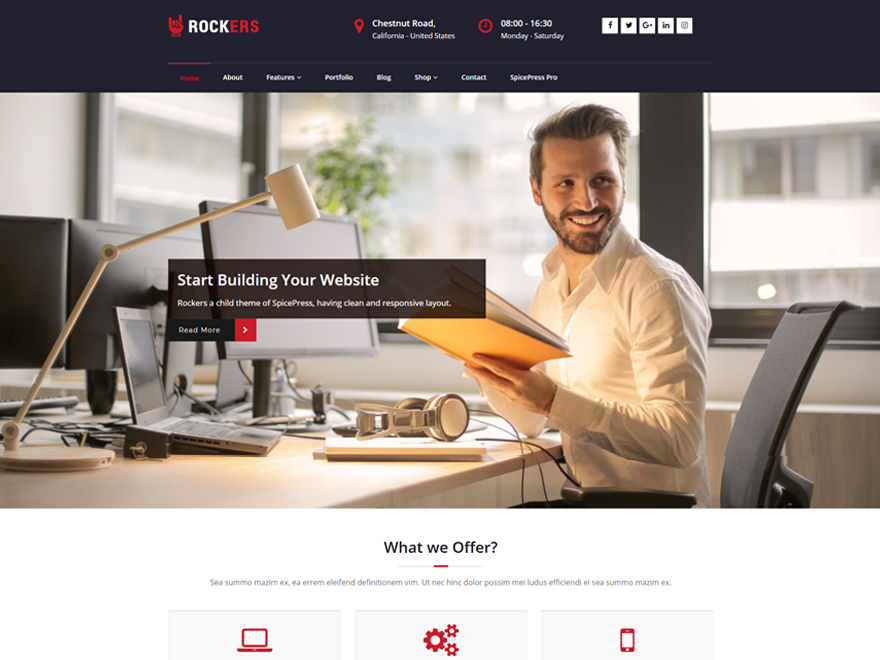 ROCKERS
Chestnut Road,
California - United States
08:00 - 16:30
Monday - Saturday
Home About Features Portfolio Blog Shop Contact SpicePress Pro
Start Building Your Website
Rockers a child theme of SpicePress, having clean and responsive layout.
Read More
What we Offer?
Sea summo mazim ex, ea errem eleifend definitionem vim. Ut nec hinc dolor possim mei ludus efficiendi ei sea summo mazim ex.